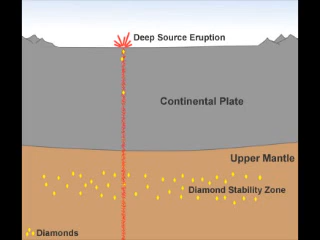 Deep Source Eruption
Continental Plate
Upper Mantle
Diamond Stability Zone
Diamonds